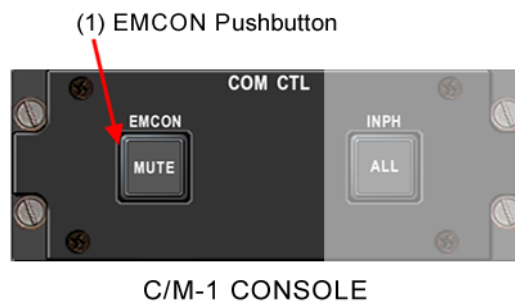 (1) EMCON Pushbutton
COM CTL
EMCON
INPH
MUTE
ALL
C/M-1 CONSOLE